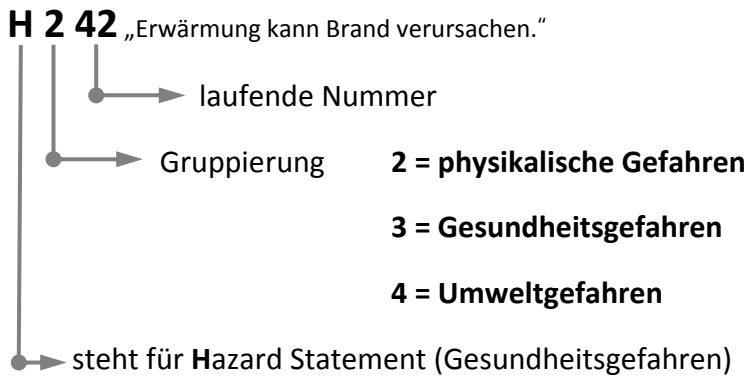 H 2 42 „Erwärmung kann Brand verursachen.“
laufende Nummer
Gruppierung 2 = physikalische Gefahren
3 = Gesundheitsgefahren
4 = Umweltgefahren
steht für Hazard Statement (Gesundheitsgefahren)